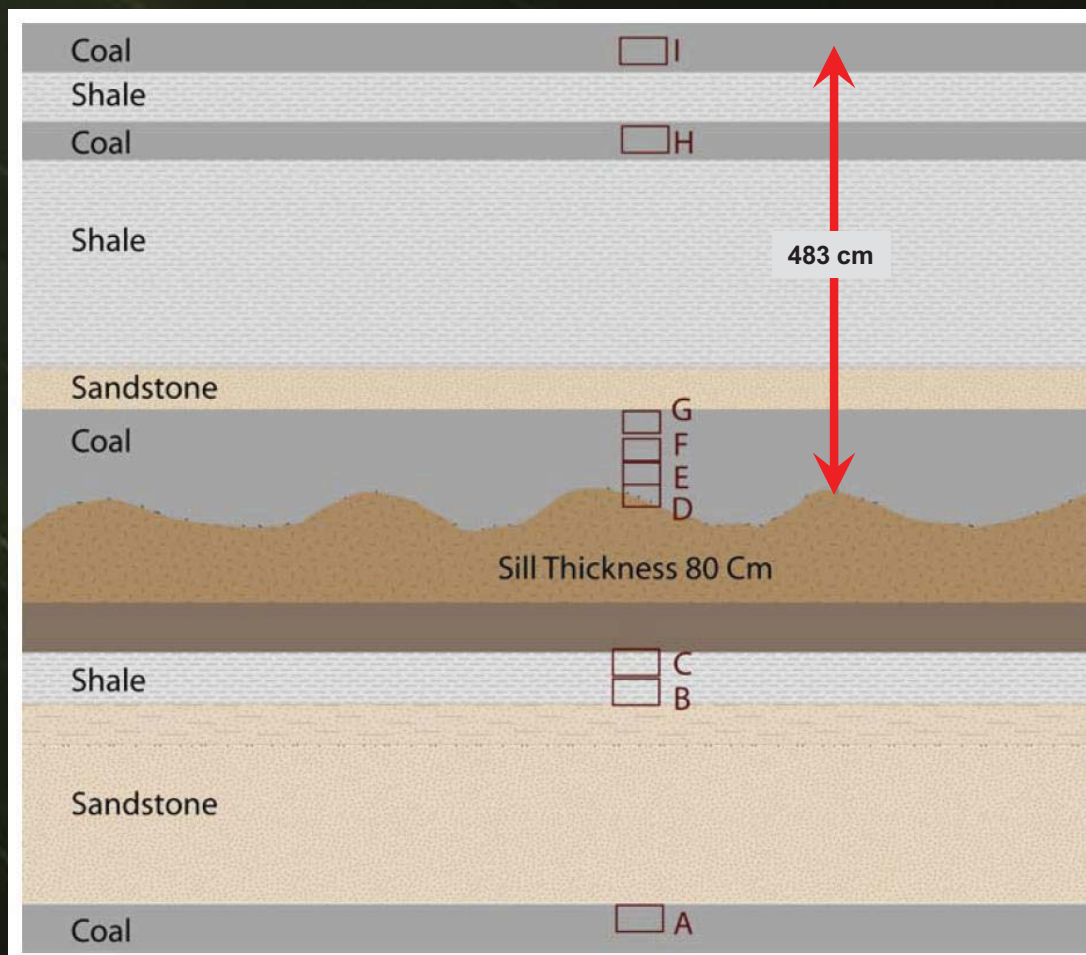 Coal I
Shale
Coal H
Shale
483 cm
Sandstone
G
Coal F
E
D
Sill Thickness 80 Cm
C
Shale
B
Sandstone
Coal A